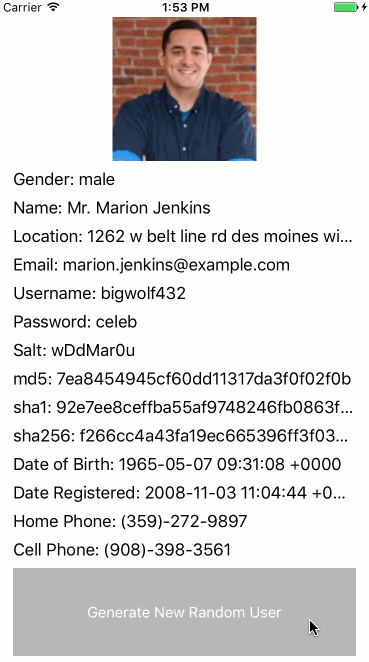 Carrier 1:53 PM
Gender: male
Name: Mr. Marion Jenkins
Location: 1262 w belt line rd des moines wi...
Email: marion.jenkins@example.com
Username: bigwolf432
Password: celeb
Salt: wDdMar0u
md5: 7ea8454945cf60dd11317da3f0f02f0b
sha1: 92e7ee8ceffba55af9748246fb0863f...
sha256: f266cc4a43fa19ec665396ff3f03...
Date of Birth: 1965-05-07 09:31:08 +0000
Date Registered: 2008-11-03 11:04:44 +0...
Home Phone: (359)-272-9897
Cell Phone: (908)-398-3561
Generate New Random User